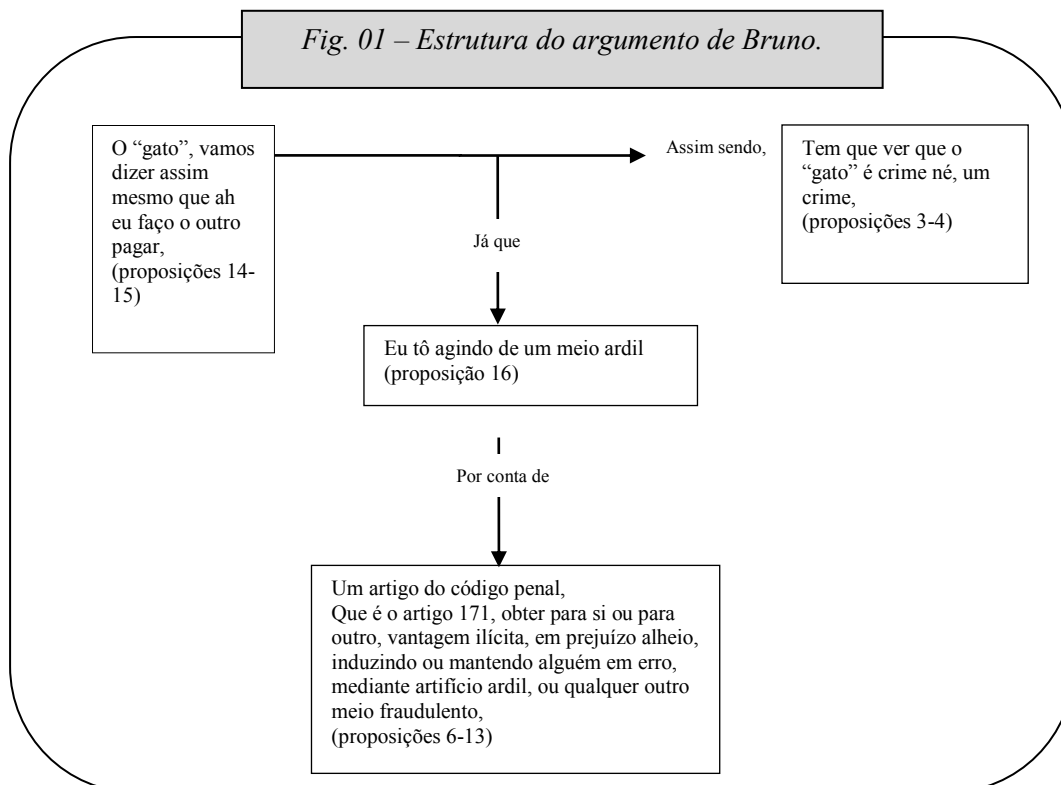 Fig. 01 – Estrutura do argumento de Bruno.
O “gato”, vamos
dizer assim
mesmo que ah
eu faço o outro
pagar,
(proposições 14-
15)
Assim sendo,
Tem que ver que o
“gato” é crime né, um
crime,
(proposições 3-4)
Já que
Eu tô agindo de um meio ardil
(proposição 16)
Por conta de
Um artigo do código penal,
Que é o artigo 171, obter para si ou para
outro, vantagem ilícita, em prejuízo alheio,
induzindo ou mantendo alguém em erro,
mediante artifício ardil, ou qualquer outro
meio fraudulento,
(proposições 6-13)